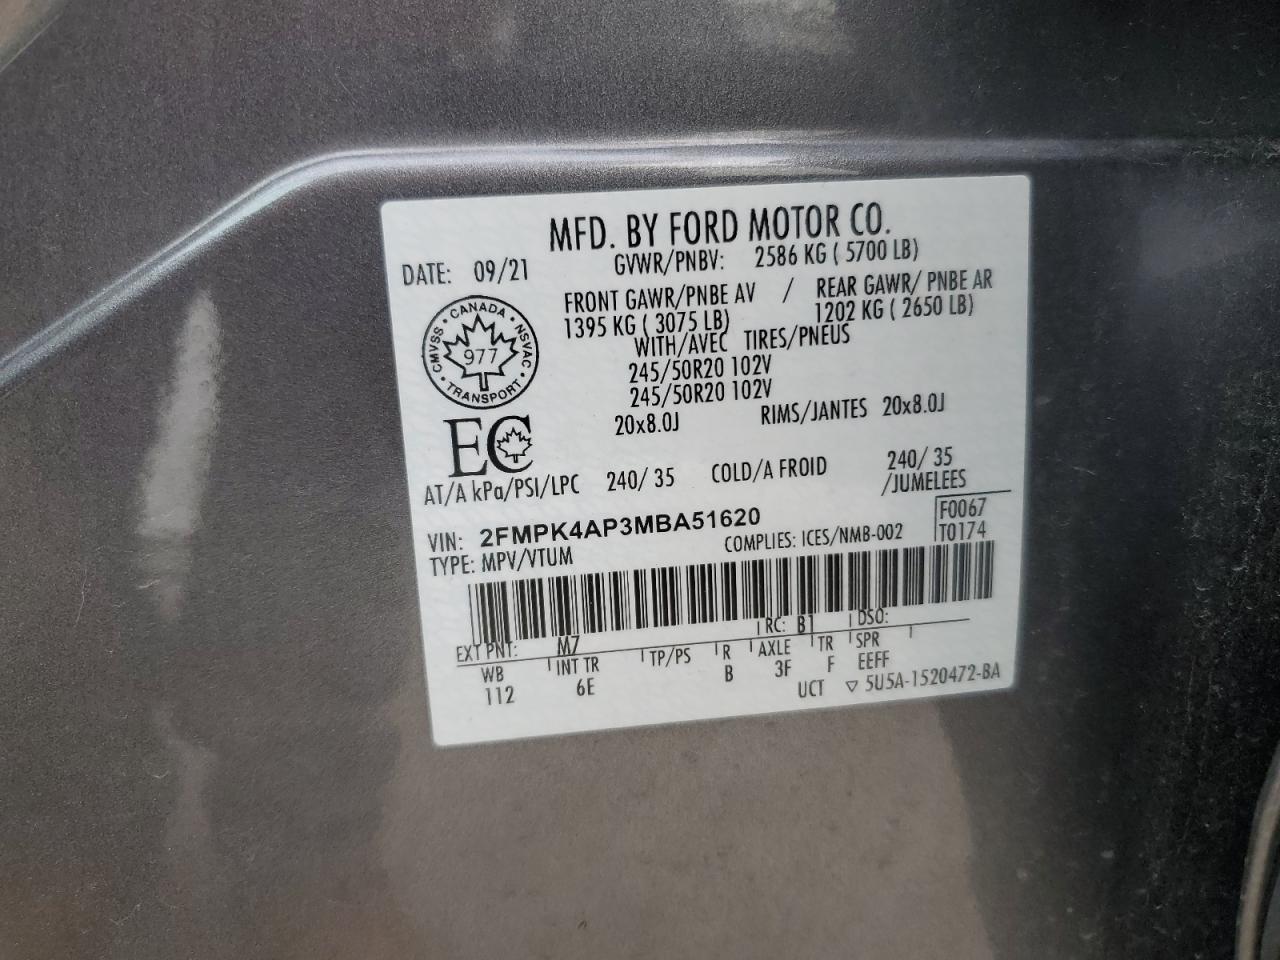 MFD. BY FORD MOTOR CO.
DATE: 09/21 GVWR/PNBV: 2586 KG ( 5700 LB)
FRONT GAWR/PNBE AV / REAR GAWR/ PNBE AR
1395 KG ( 3075 LB) 1202 KG ( 2650 LB)
WITH/AVEC TIRES/PNEUS
245/50R20 102V
245/50R20 102V
20x8.0J RIMS/JANTES 20x8.0J
CANADA
CMVSS 977 NSVAC
TRANSPORT
EC
AT/A kPa/PSI/LPC 240/ 35 COLD/A FROID 240/ 35
/JUMELEES
VIN: 2FMPK4AP3MBA51620 F0067
TYPE: MPV/VTUM COMPLIES: ICES/NMB-002 T0174
EXT PNT: M7 RC: B1 DSO:
WB INT TR TP/PS R AXLE TR SPR
112 6E B 3F F EEFF
UCT ▽ 5U5A-1520472-BA